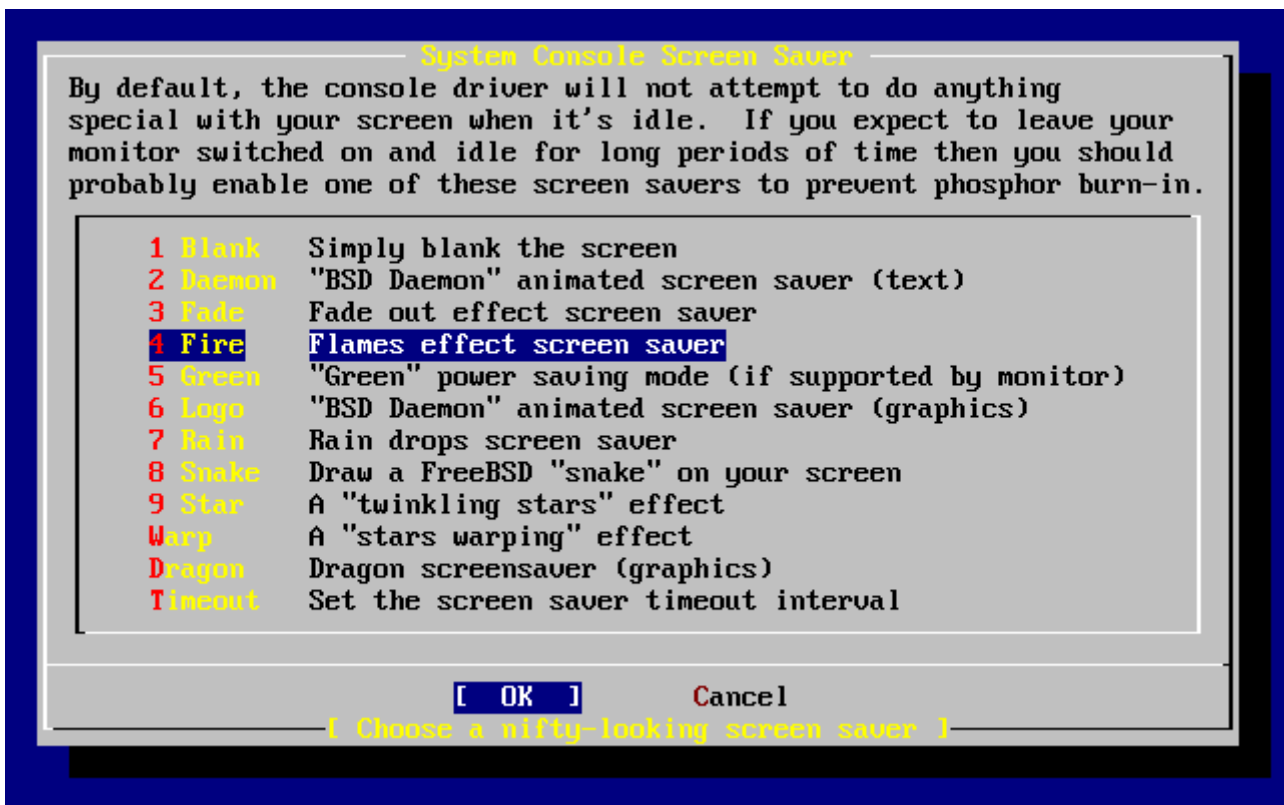 System Console Screen Saver
By default, the console driver will not attempt to do anything
special with your screen when it's idle.  If you expect to leave your
monitor switched on and idle for long periods of time then you should
probably enable one of these screen savers to prevent phosphor burn-in.
1 Blank   Simply blank the screen
2 Daemon  "BSD Daemon" animated screen saver (text)
3 Fade    Fade out effect screen saver
4 Fire    Flames effect screen saver
5 Green   "Green" power saving mode (if supported by monitor)
6 Logo    "BSD Daemon" animated screen saver (graphics)
7 Rain    Rain drops screen saver
8 Snake   Draw a FreeBSD "snake" on your screen
9 Star    A "twinkling stars" effect
Warp      A "stars warping" effect
Dragon    Dragon screensaver (graphics)
Timeout   Set the screen saver timeout interval
[  OK  ]       Cancel
[ Choose a nifty-looking screen saver ]